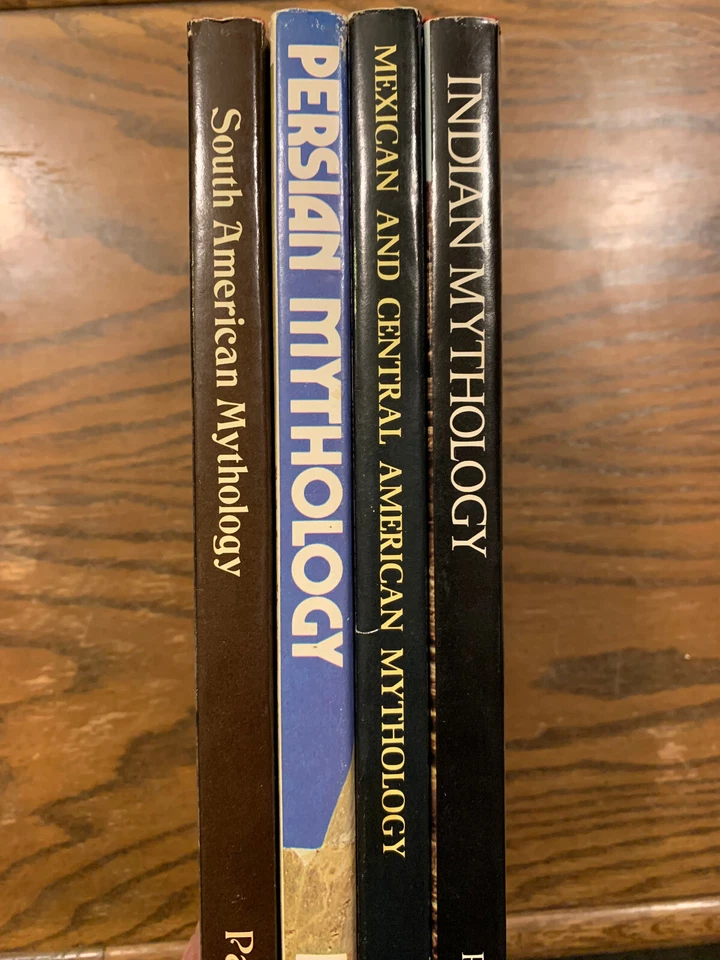 South American Mythology
PERSIAN MYTHOLOGY
MEXICAN AND CENTRAL AMERICAN MYTHOLOGY
INDIAN MYTHOLOGY